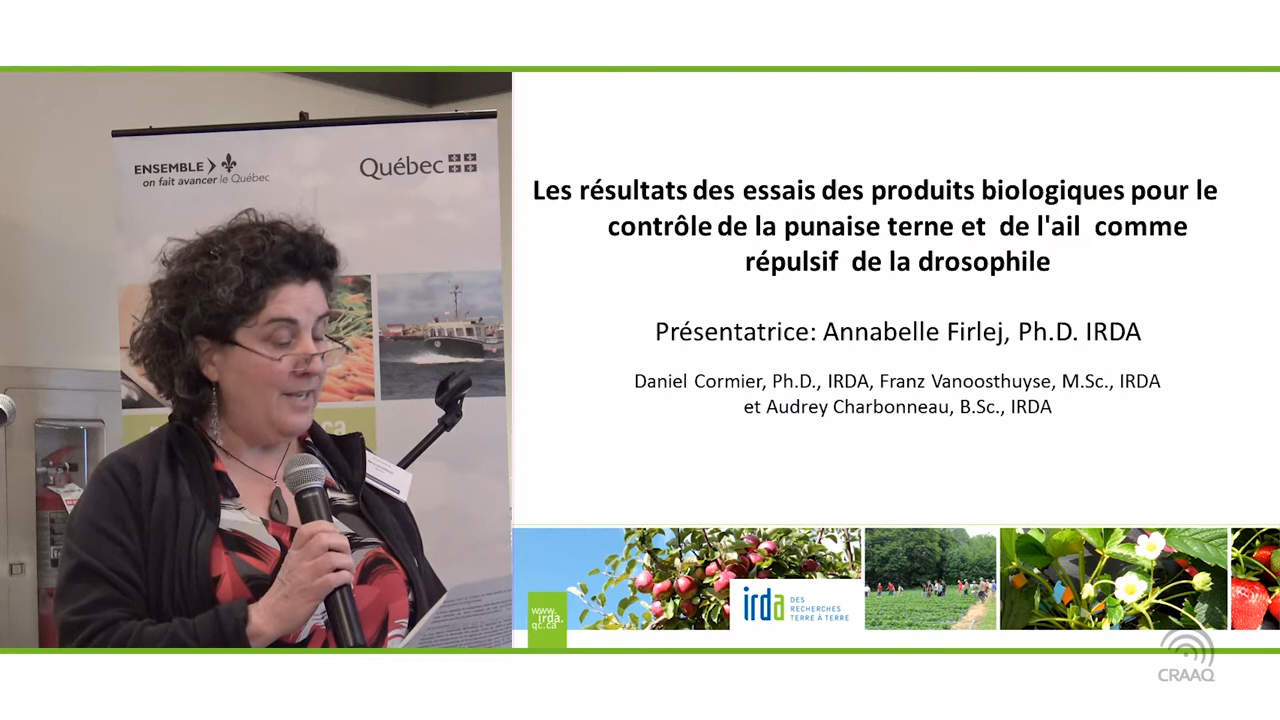 ENSEMBLE
on fait avancer le Québec
Québec
ca
Les résultats des essais des produits biologiques pour le
contrôle de la punaise terne et de l'ail comme
répulsif de la drosophile
Présentatrice: Annabelle Firlej, Ph.D. IRDA
Daniel Cormier, Ph.D., IRDA, Franz Vanoosthuyse, M.Sc., IRDA
et Audrey Charbonneau, B.Sc., IRDA
www.
irda.
qc.ca
irda
DES
RECHERCHES
TERRE À TERRE
CRAAQ